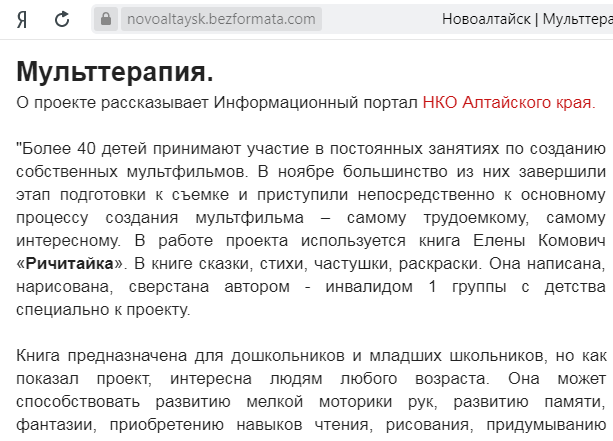 novoaltaysk.bezformata.com
Новоалтайск | Мульттера
Мульттерапия.
О проекте рассказывает Информационный портал НКО Алтайского края.
"Более 40 детей принимают участие в постоянных занятиях по созданию
собственных мультфильмов. В ноябре большинство из них завершили
этап подготовки к съемке и приступили непосредственно к основному
процессу создания мультфильма – самому трудоемкому, самому
интересному. В работе проекта используется книга Елены Комович
«Ричитайка». В книге сказки, стихи, частушки, раскраски. Она написана,
нарисована, сверстана автором - инвалидом 1 группы с детства
специально к проекту.
Книга предназначена для дошкольников и младших школьников, но как
показал проект, интересна людям любого возраста. Она может
способствовать развитию мелкой моторики рук, развитию памяти,
фантазии, приобретению навыков чтения, рисования, придумыванию